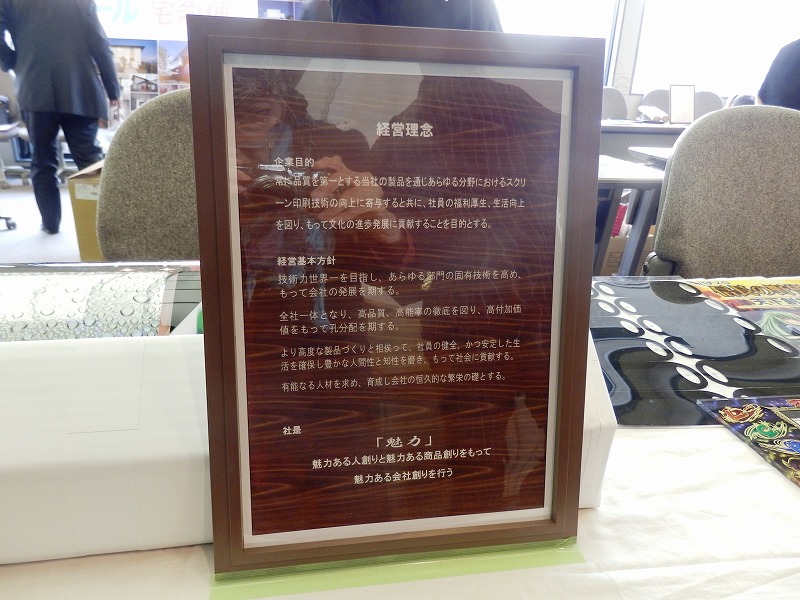 経営理念
企業目的
常に品質を第一とする当社の製品を通じあらゆる分野におけるスクリ
ーン印刷技術の向上に寄与すると共に、社員の福利厚生、生活向上
を図り、もって文化の進歩発展に貢献することを目的とする。
経営基本方針
技術力世界一を目指し、あらゆる部門の固有技術を高め、
もって会社の発展を期する。
全社一体となり、高品質、高能率の徹底を図り、高付加価
値をもって孔分配を期する。
より高度な製品づくりと相俟って、社員の健全、かつ安定した生
活を確保し豊かな人間性と知性を磨き、もって社会に貢献する。
有能なる人材を求め、育成し会社の恒久的な繁栄の礎とする。
社是
「魅力」
魅力ある人創りと魅力ある商品創りをもって
魅力ある会社創りを行う